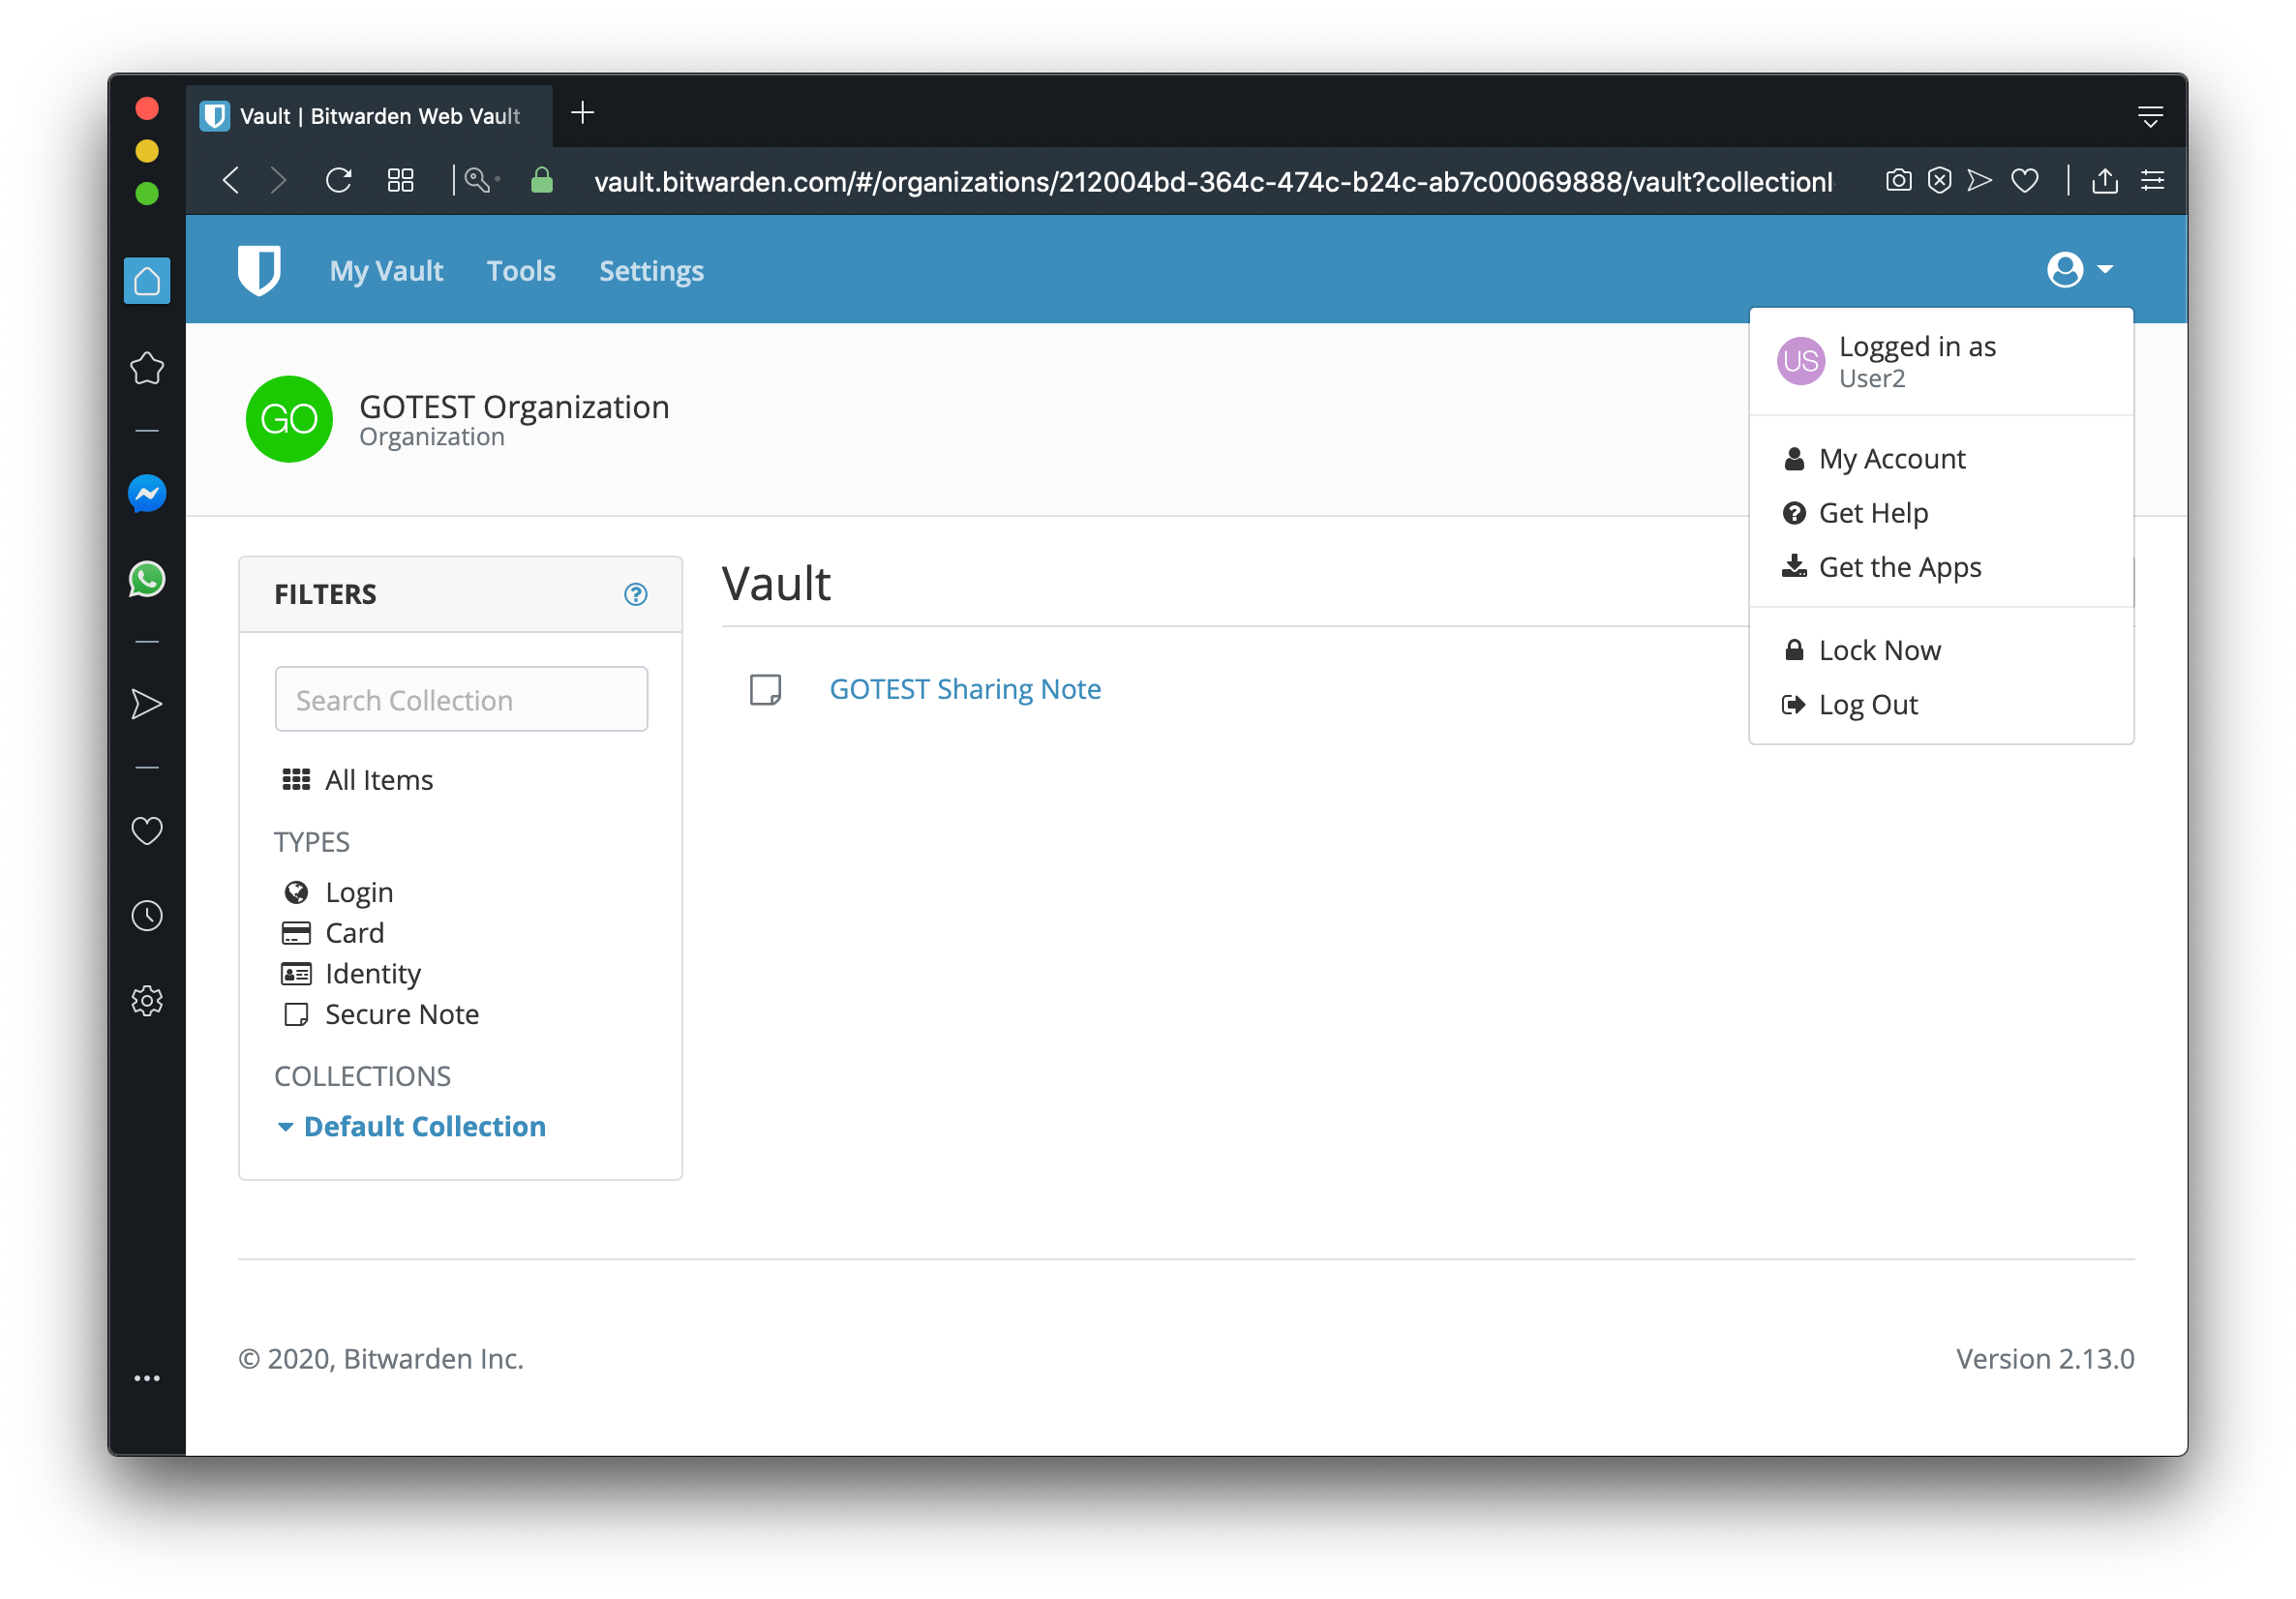 Vault | Bitwarden Web Vault
vault.bitwarden.com/#/organizations/212004bd-364c-474c-b24c-ab7c00069888/vault?collectionI
My Vault Tools Settings
GO
GOTEST Organization
Organization
US
Logged in as
User2
My Account
Get Help
Get the Apps
Lock Now
Log Out
FILTERS
Search Collection
All Items
TYPES
Login
Card
Identity
Secure Note
COLLECTIONS
Default Collection
Vault
GOTEST Sharing Note
© 2020, Bitwarden Inc.
Version 2.13.0